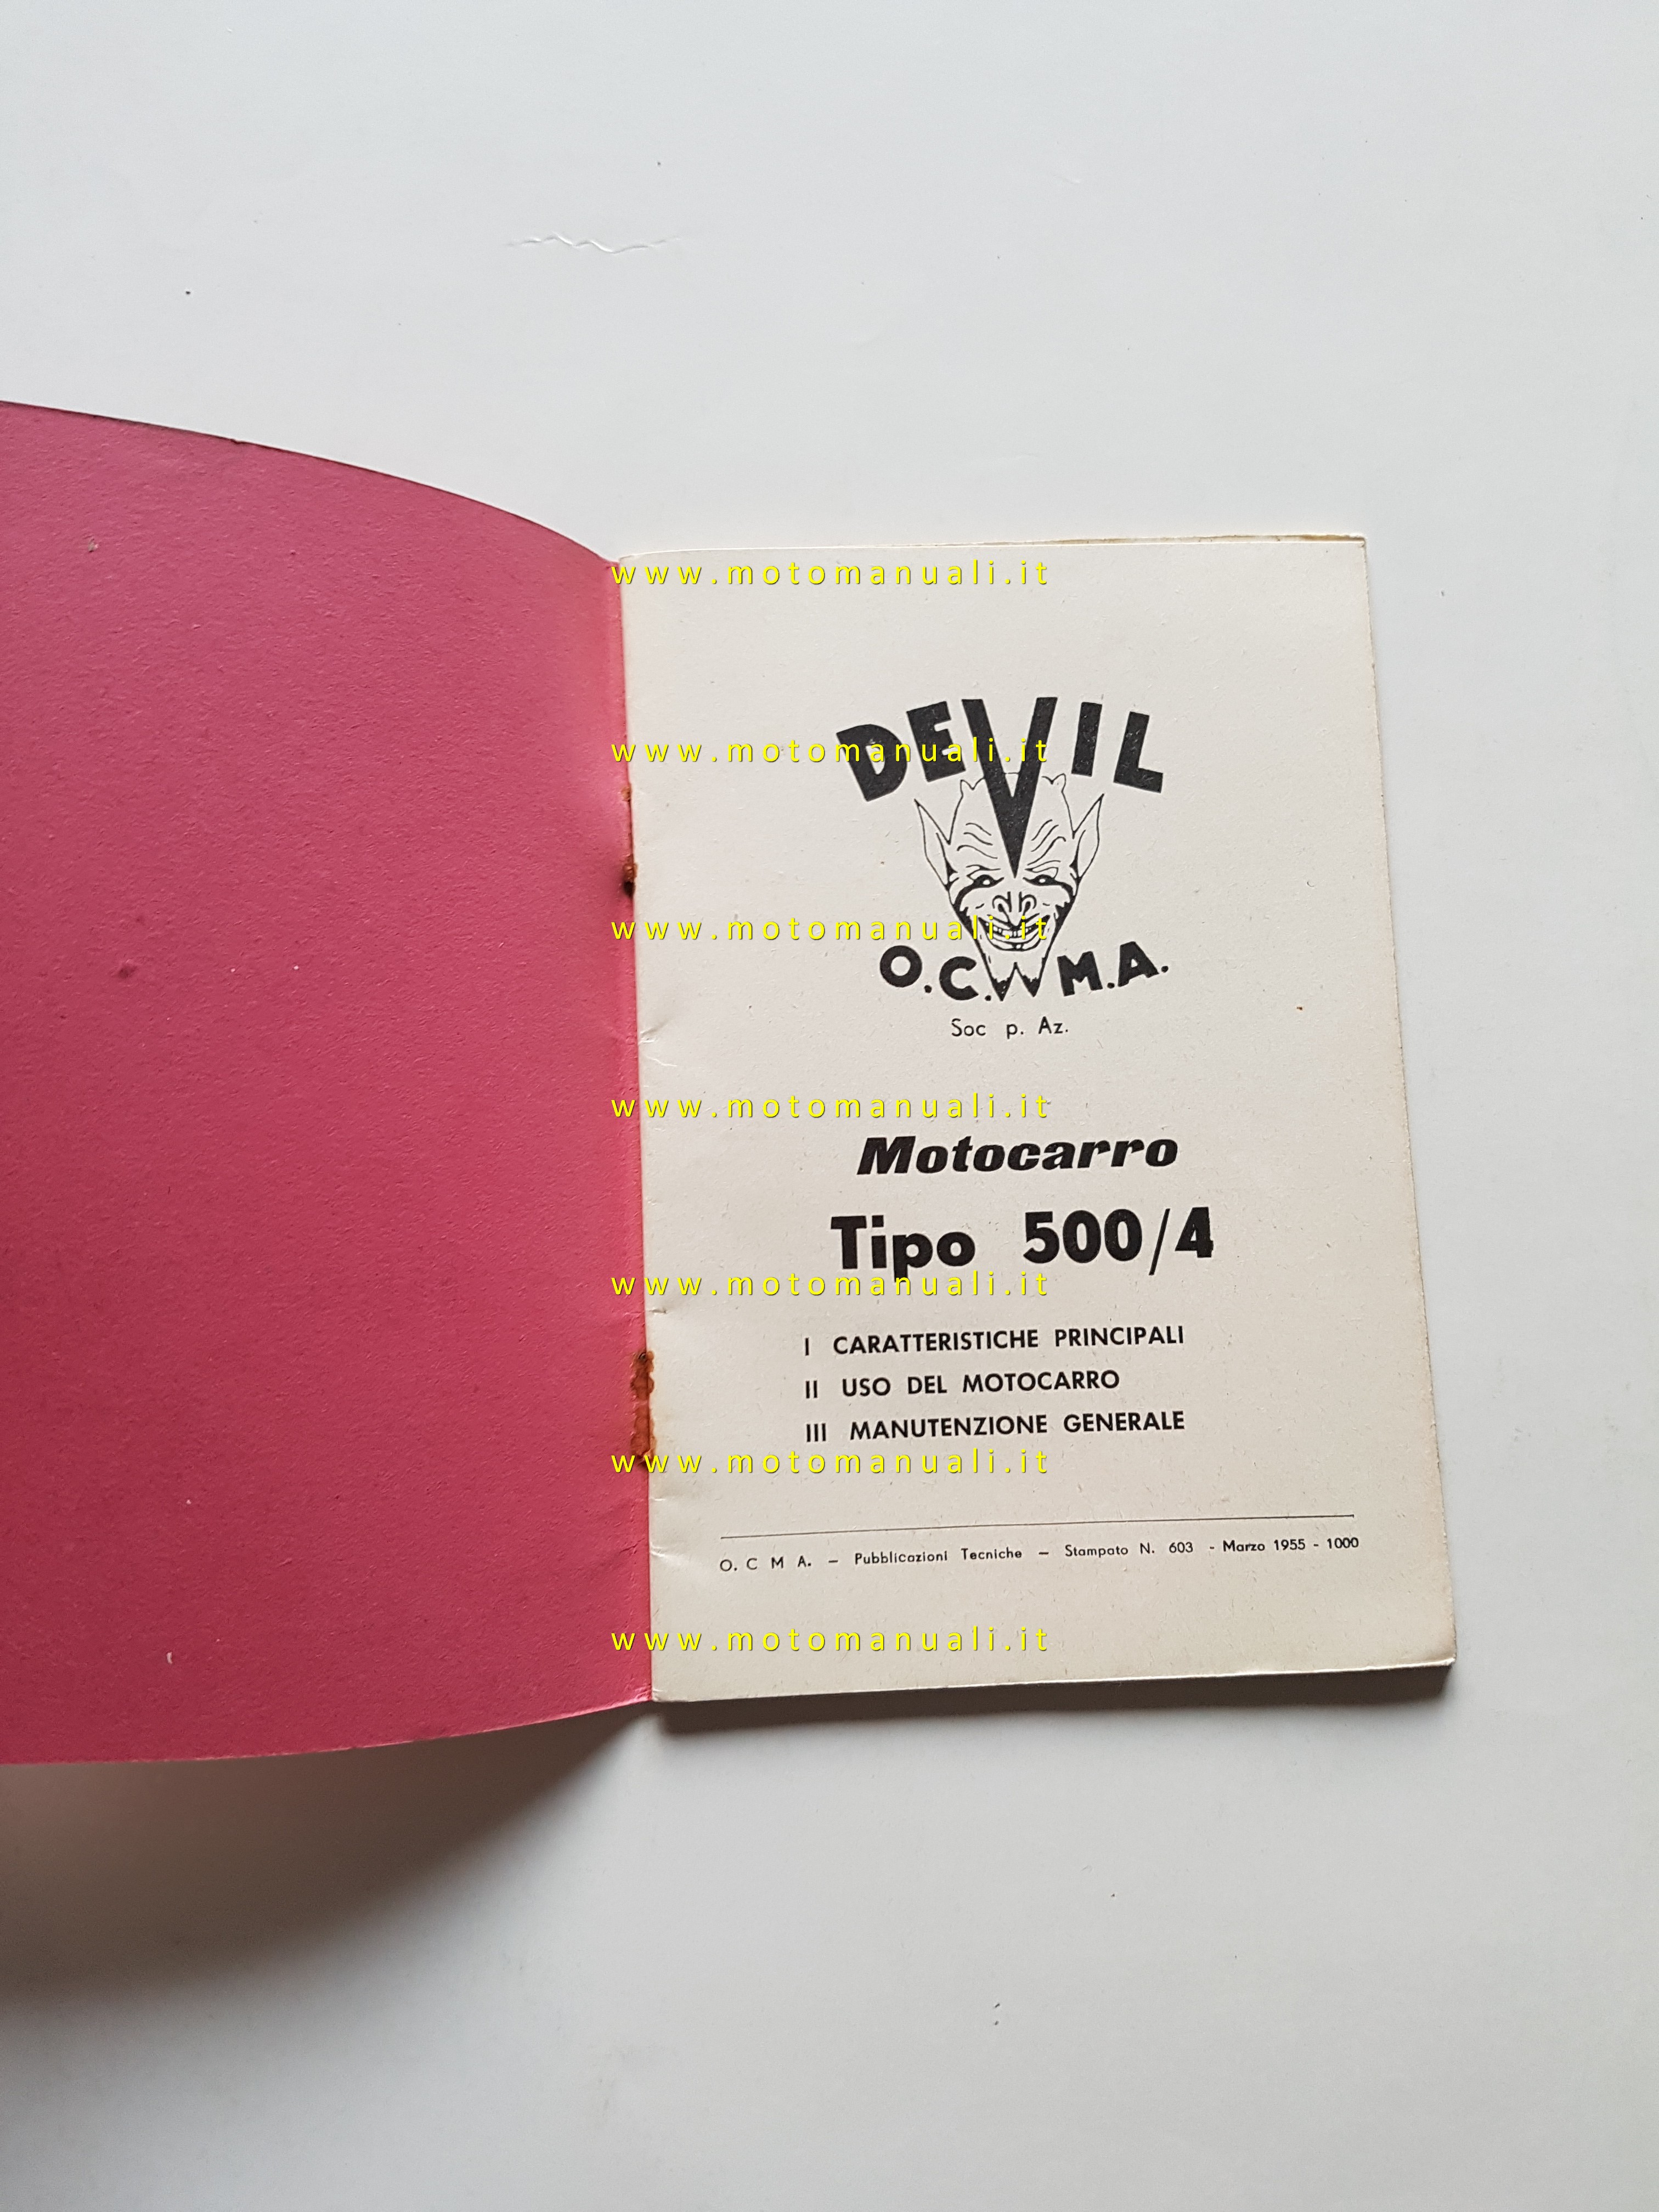 www.motomanuali.it
DEVIL
www.motomanuali.it
www.motomanuali.it
O.C.M.A.
Soc p. Az.
www.motomanuali.it
Motocarro
Tipo 500/4
www.motomanuali.it
I CARATTERISTICHE PRINCIPALI
II USO DEL MOTOCARRO
III MANUTENZIONE GENERALE
www.motomanuali.it
O. C M A. — Pubblicazioni Tecniche — Stampato N. 603 - Marzo 1955 - 1000
www.motomanuali.it